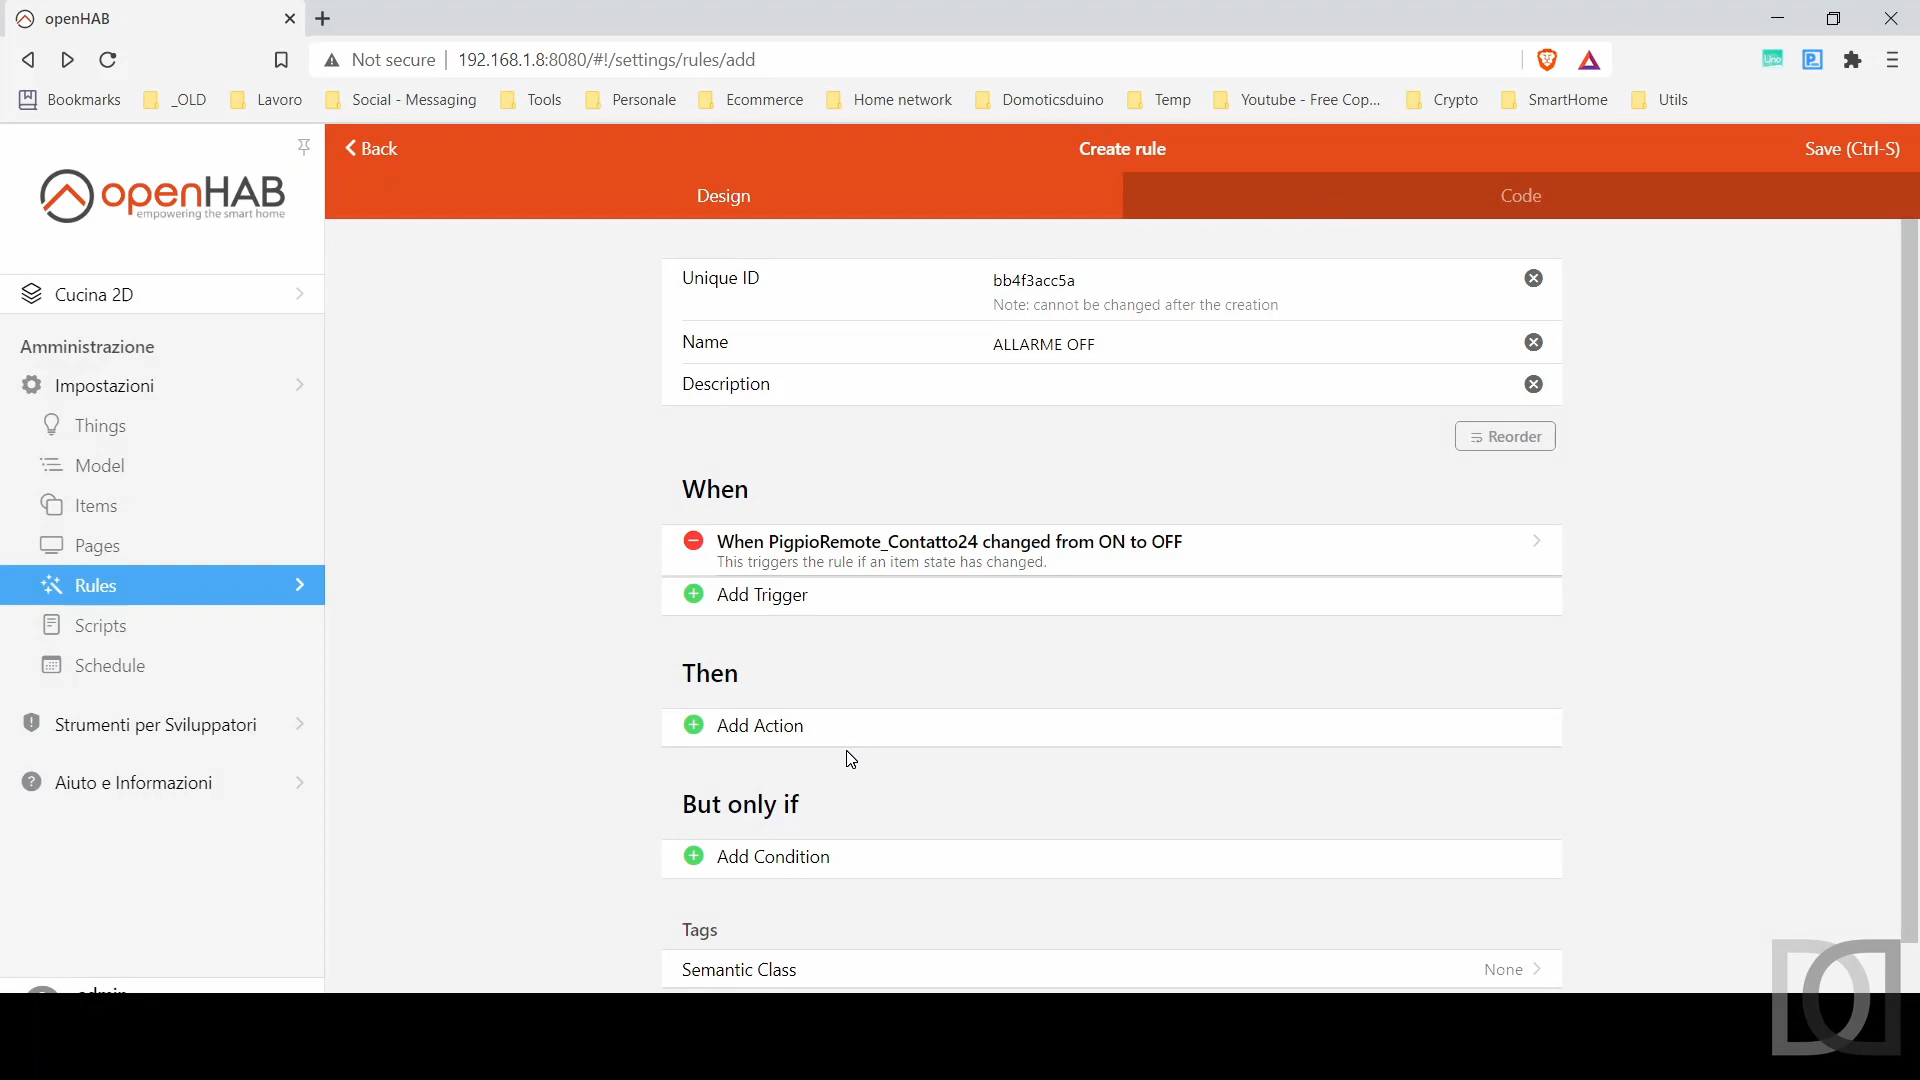 openHAB
Not secure
192.168.1.8:8080/#!/settings/rules/add
Bookmarks
_OLD
Lavoro
Social - Messaging
Tools
Personale
Ecommerce
Home network
Domoticsduino
Temp
Youtube - Free Cop...
Crypto
SmartHome
Utils
openHAB
empowering the smart home
Cucina 2D
Amministrazione
Impostazioni
Things
Model
Items
Pages
Rules
Scripts
Schedule
Strumenti per Sviluppatori
Aiuto e Informazioni
admin
Back
Create rule
Save (Ctrl-S)
Design
Code
Unique ID
bb4f3acc5a
Note: cannot be changed after the creation
Name
ALLARME OFF
Description
Reorder
When
When PigpioRemote_Contatto24 changed from ON to OFF
This triggers the rule if an item state has changed.
Add Trigger
Then
Add Action
But only if
Add Condition
Tags
Semantic Class
None